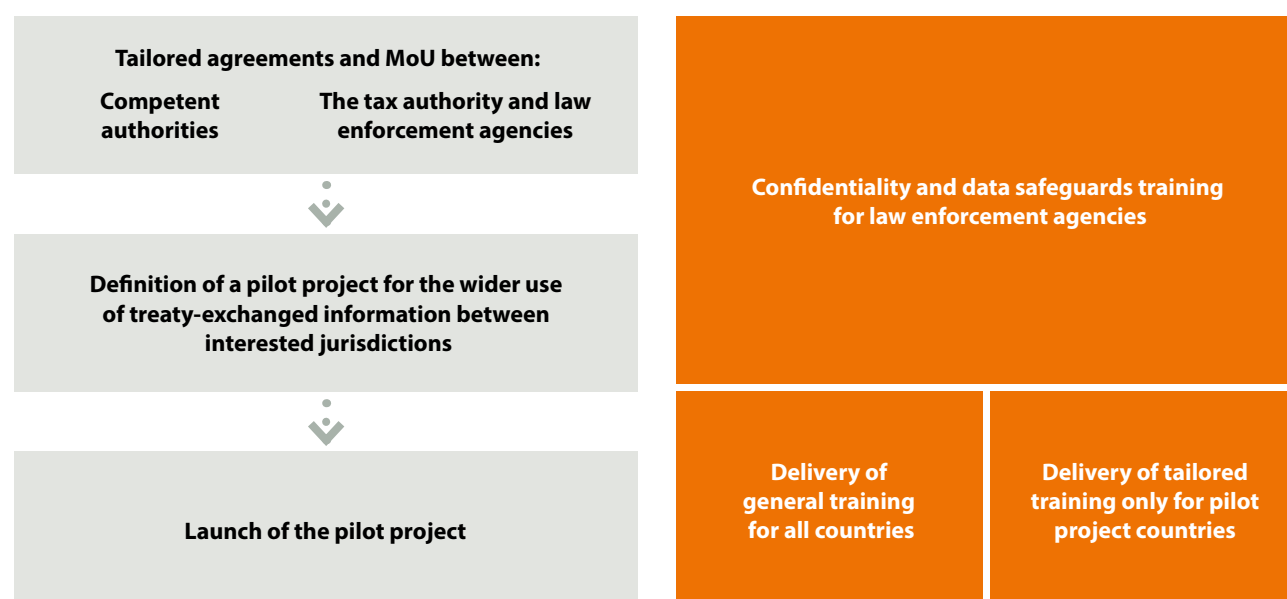 Tailored agreements and MoU between:
Competent
authorities
The tax authority and law
enforcement agencies
Definition of a pilot project for the wider use
of treaty-exchanged information between
interested jurisdictions
Launch of the pilot project
Confidentiality and data safeguards training
for law enforcement agencies
Delivery of
general training
for all countries
Delivery of tailored
training only for pilot
project countries